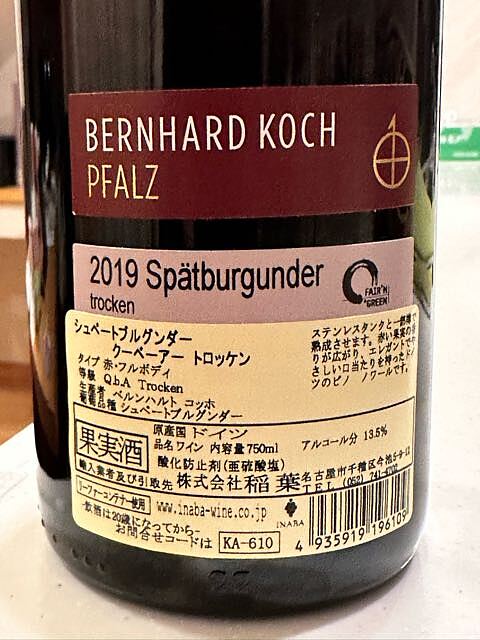 BERNHARD KOCH
PFALZ
2019 Spätburgunder
trocken
FAIR'N
GREEN
シュペートブルグンダー
クーベーアー トロッケン
タイプ 赤・フルボディ
等級 Q.b.A Trocken
生産者 ベルンハルト コッホ
葡萄品種 シュペートブルグンダー
ステンレスタンクと一部樽で
熟成させます。赤い果実の香
りが広がり、エレガントでや
さしい口当たりを持ったドイ
ツのピノ ノワールです。
果実酒
原産国 ドイツ
品名 ワイン 内容量 750ml
アルコール分 13.5%
酸化防止剤(亜硫酸塩)
輸入業者及び引取先 株式会社 稲葉
名古屋市千種区今池5-9-12
TEL (052) 741-4702
リーファーコンテナー使用
www.inaba-wine.co.jp
INABA
飲酒は20歳になってから
お問合せコードは KA-610
4 935919 196109